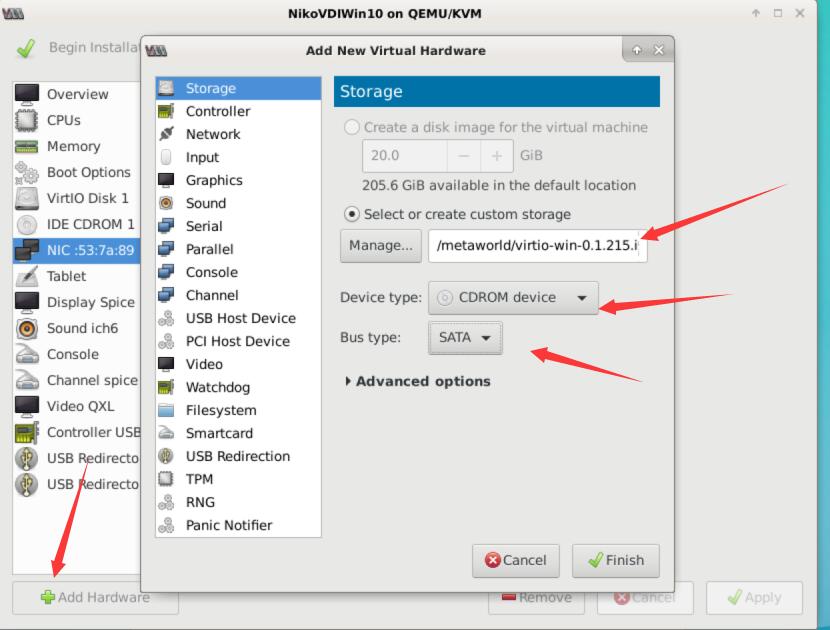 NikoVDIWin10 on QEMU/KVM
Begin Installa
Overview
CPUs
Memory
Boot Options
VirtIO Disk 1
IDE CDROM 1
NIC :53:7a:89
Tablet
Display Spice
Sound ich6
Console
Channel spice
Video QXL
Controller USB
USB Redirecto
USB Redirecto
Add Hardware
Add New Virtual Hardware
Storage
Controller
Network
Input
Graphics
Sound
Serial
Parallel
Console
Channel
USB Host Device
PCI Host Device
Video
Watchdog
Filesystem
Smartcard
USB Redirection
TPM
RNG
Panic Notifier
Storage
Create a disk image for the virtual machine
20.0 − + GiB
205.6 GiB available in the default location
Select or create custom storage
Manage... /metaworld/virtio-win-0.1.215.i
Device type: CDROM device
Bus type: SATA
Advanced options
Cancel Finish
Remove Cancel Apply